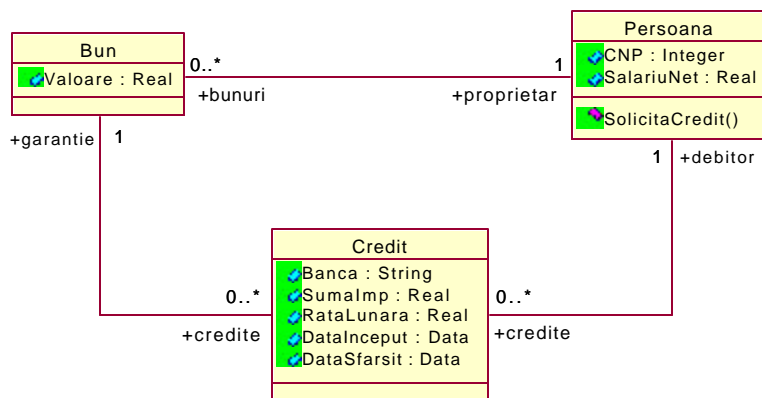 Bun
Valoare : Real
0..*
+bunuri
1
+proprietar
Persoana
CNP : Integer
SalariuNet : Real
SolicitaCredit()
+garantie
1
1
+debitor
Credit
Banca : String
SumaImp : Real
RataLunara : Real
DataInceput : Data
DataSfarsit : Data
0..*
+credite
0..*
+credite